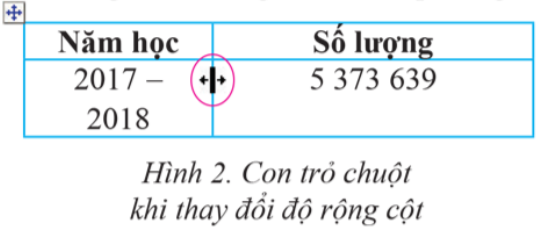 Năm học Số lượng
2017 – 5 373 639
2018
Hình 2. Con trỏ chuột
khi thay đổi độ rộng cột